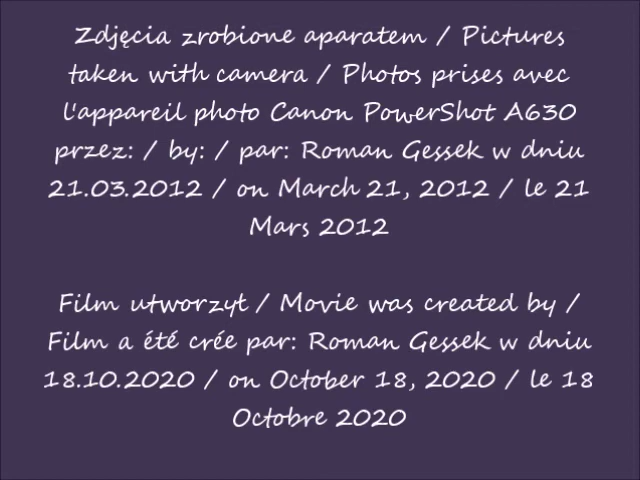 Zdjęcia zrobione aparatem / Pictures
taken with camera / Photos prises avec
l'appareil photo Canon PowerShot A630
przez: / by: / par: Roman Gessek w dniu
21.03.2012 / on March 21, 2012 / le 21
Mars 2012
Film utworzył / Movie was created by /
Film a été crée par: Roman Gessek w dniu
18.10.2020 / on October 18, 2020 / le 18
Octobre 2020